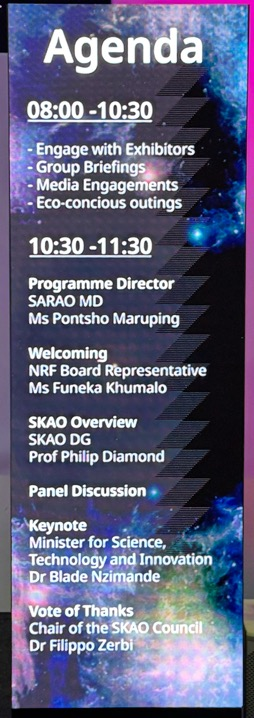 Agenda
08:00 -10:30
- Engage with Exhibitors
- Group Briefings
- Media Engagements
- Eco-concious outings
10:30 -11:30
Programme Director
SARAO MD
Ms Pontsho Maruping
Welcoming
NRF Board Representative
Ms Funeka Khumalo
SKAO Overview
SKAO DG
Prof Philip Diamond
Panel Discussion
Keynote
Minister for Science,
Technology and Innovation
Dr Blade Nzimande
Vote of Thanks
Chair of the SKAO Council
Dr Filippo Zerbi